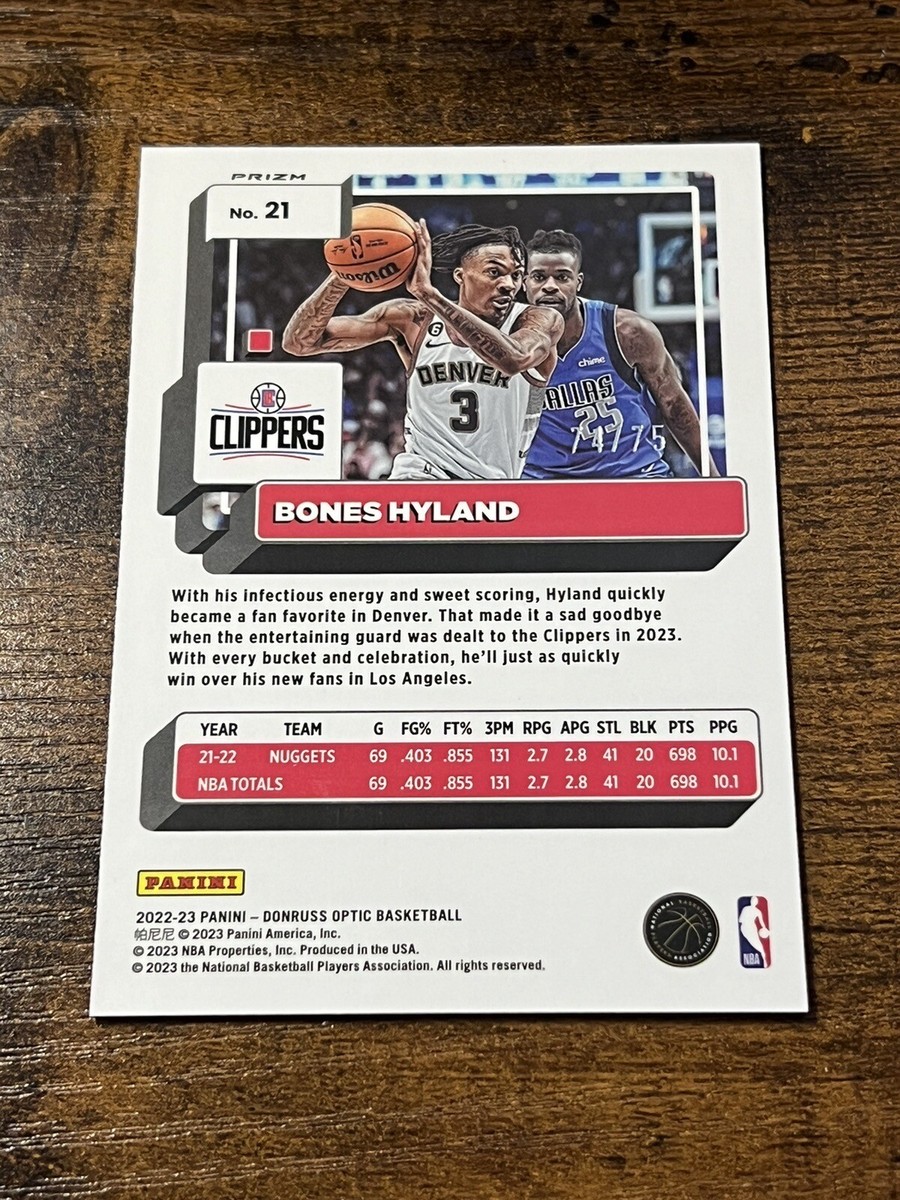 PRIZM
No. 21
Wilson
6
DENVER
3
chime
DALLAS
25
74/75
CLIPPERS
BONES HYLAND
With his infectious energy and sweet scoring, Hyland quickly
became a fan favorite in Denver. That made it a sad goodbye
when the entertaining guard was dealt to the Clippers in 2023.
With every bucket and celebration, he'll just as quickly
win over his new fans in Los Angeles.
YEAR TEAM G FG% FT% 3PM RPG APG STL BLK PTS PPG
21-22 NUGGETS 69 .403 .855 131 2.7 2.8 41 20 698 10.1
NBA TOTALS 69 .403 .855 131 2.7 2.8 41 20 698 10.1
PANINI
2022-23 PANINI – DONRUSS OPTIC BASKETBALL
帕尼尼 © 2023 Panini America, Inc.
© 2023 NBA Properties, Inc. Produced in the USA.
© 2023 the National Basketball Players Association. All rights reserved.
NATIONAL BASKETBALL
PLAYERS ASSOCIATION
NBA